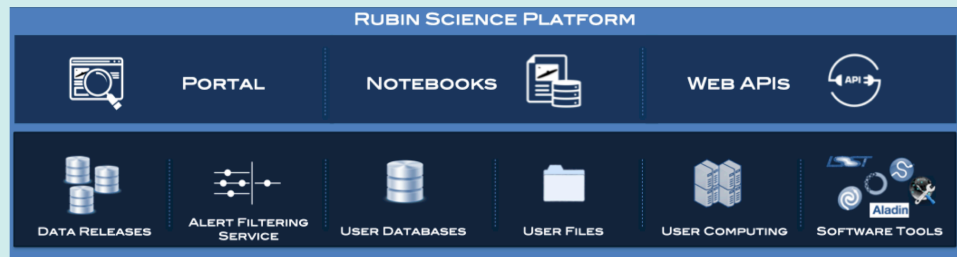 RUBIN SCIENCE PLATFORM
PORTAL
NOTEBOOKS
WEB APIS
API
DATA RELEASES
ALERT FILTERING
SERVICE
USER DATABASES
USER FILES
USER COMPUTING
LSST
Aladin
SOFTWARE TOOLS